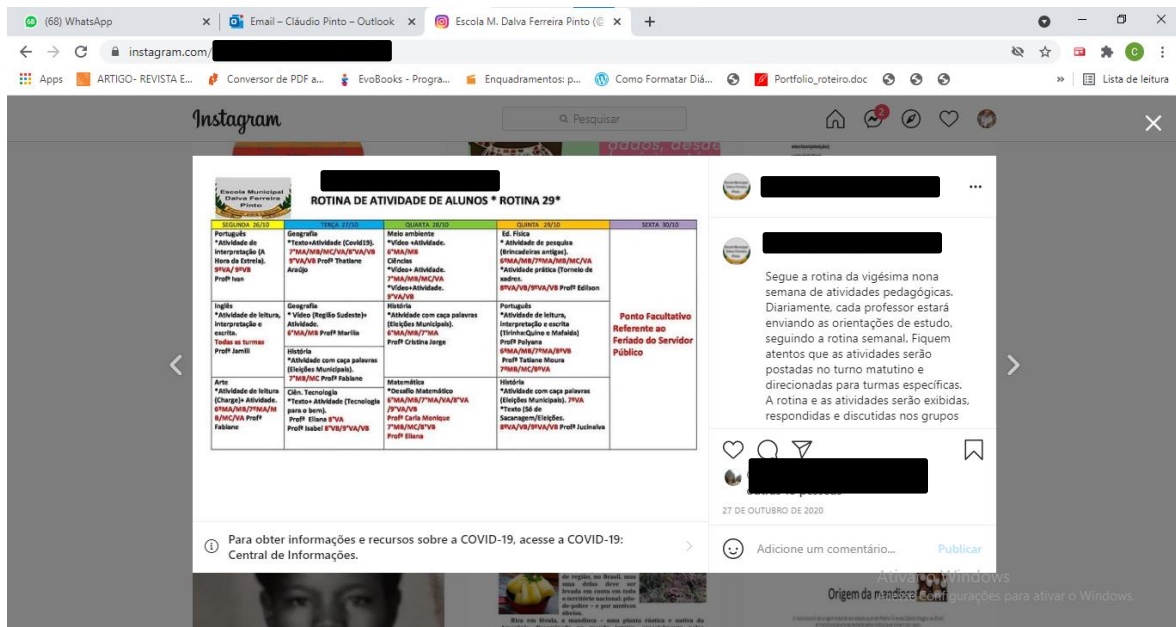 (68) WhatsApp
Email – Cláudio Pinto – Outlook
Escola M. Dalva Ferreira Pinto (@
instagram.com/
Apps
ARTIGO- REVISTA E...
Conversor de PDF a...
EvoBooks - Progra...
Enquadramentos: p...
Como Formatar Diá...
Portfolio_roteiro.doc
Lista de leitura
Instagram
Pesquisar
2
Escola Municipal
Dalva Ferreira
Pinto
ROTINA DE ATIVIDADE DE ALUNOS * ROTINA 29*
SEGUNDA 26/10
TERÇA 27/10
QUARTA 28/10
QUINTA 29/10
SEXTA 30/10
Português
*Atividade de
interpretação (A
Hora da Estrela).
9ºVA/ 9ºVB
Profº Ivan
Geografia
*Texto+Atividade (Covid19).
7ºMA/MB/MC/VA/8ºVA/VB
9ºVA/VB Profª Thatiane
Araújo
Meio ambiente
*Vídeo +Atividade.
6ºMA/MB
Ciências
*Vídeo+ Atividade.
7ºMA/MB/MC/VA
*Vídeo+Atividade.
9ºVA/VB
Ed. Física
* Atividade de pesquisa
(Brincadeiras antigas).
6ºMA/MB/7ºMA/MB/MC/VA
*Atividade prática (Torneio de
xadrez.
8ºVA/VB/9ºVA/VB Profº Edilson
Ponto Facultativo
Referente ao
Feriado do Servidor
Público
Inglês
*Atividade de leitura,
interpretação e
escrita.
Todas as turmas
Profª Jamili
Geografia
* Vídeo (Região Sudeste)+
Atividade.
6ºMA/MB Profª Marilia
História
*Atividade com caça palavras
(Eleições Municipais).
7ºMB/MC Profª Fabiane
História
*Atividade com caça palavras
(Eleições Municipais).
6ºMA/MB/7ºMA
Profª Cristina Jorge
Português
*Atividade de leitura,
interpretação e escrita
(Tirinha:Quino e Mafalda)
Profª Polyana
6ºMA/MB/7ºMA/8ºVB
Profª Tatiane Moura
7ºMB/MC/8ºVA
Arte
*Atividade de leitura
(Charge)+ Atividade.
6ºMA/MB/7ºMA/M
B/MC/VA Profª
Fabiane
Ciên. Tecnologia
*Texto+ Atividade (Tecnologia
para o bem).
Profª Eliana 8ºVA
Profª Isabel 8ºVB/9ºVA/VB
Matemática
*Desafio Matemático
6ºMA/MB/7ºMA/VA/8ºVA
/9ºVA/VB
Profª Carla Monique
7ºMB/MC/8ºVB
Profª Eliana
História
*Atividade com caça palavras
(Eleições Municipais). 7ºVA
*Texto (Só de
Sacanagem/Eleições.
8ºVA/VB/9ºVA/VB Profª Jucinalva
Segue a rotina da vigésima nona
semana de atividades pedagógicas.
Diariamente, cada professor estará
enviando as orientações de estudo,
seguindo a rotina semanal. Fiquem
atentos que as atividades serão
postadas no turno matutino e
direcionadas para turmas específicas.
A rotina e as atividades serão exibidas,
respondidas e discutidas nos grupos
27 DE OUTUBRO DE 2020
Adicione um comentário...
Publicar
Para obter informações e recursos sobre a COVID-19, acesse a COVID-19:
Central de Informações.
Ativar o Windows
Origem da mandioca